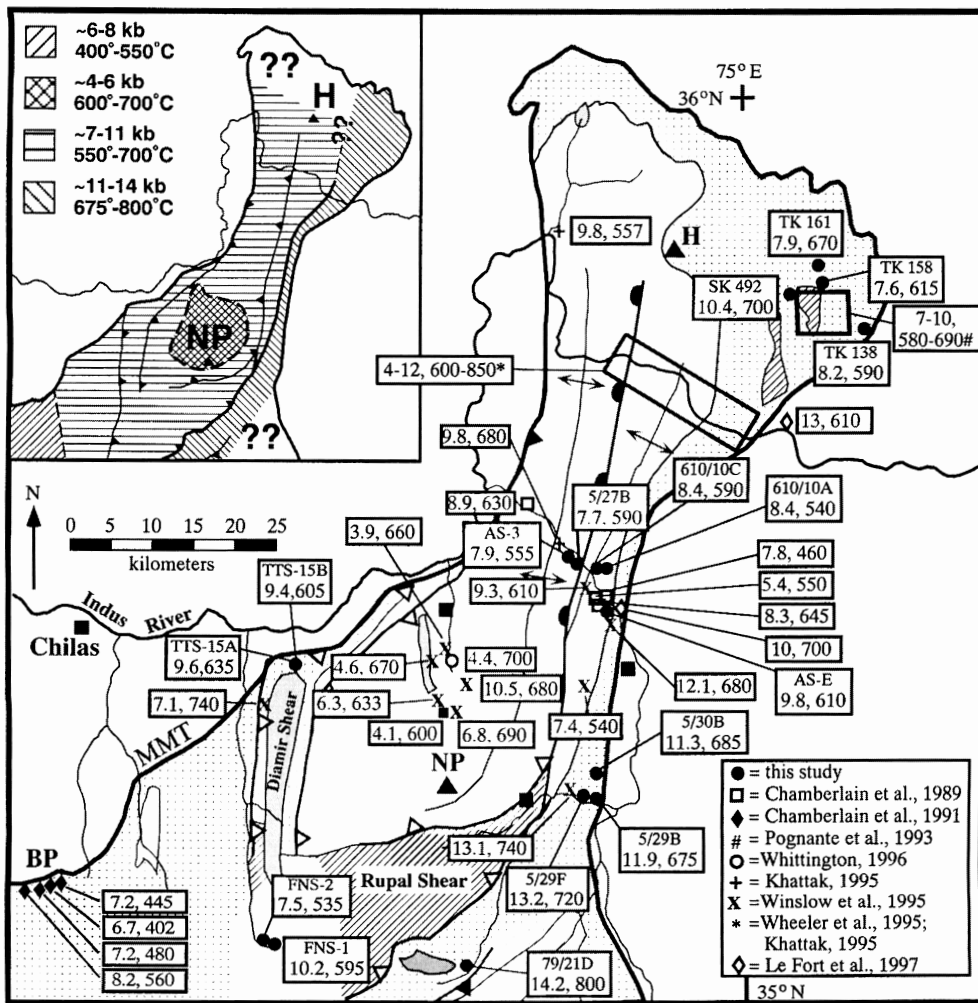 ~6-8 kb
400°-550°C
~4-6 kb
600°-700°C
~7-11 kb
550°-700°C
~11-14 kb
675°-800°C
??
H
??
NP
??
75° E
36°N
9.8, 557
H
TK 161
7.9, 670
TK 158
7.6, 615
SK 492
10.4, 700
7-10,
580-690#
TK 138
8.2, 590
4-12, 600-850*
13, 610
9.8, 680
610/10C
8.4, 590
610/10A
8.4, 540
8.9, 630
5/27B
7.7, 590
N
0 5 10 15 20 25
kilometers
3.9, 660
AS-3
7.9, 555
7.8, 460
TTS-15B
9.4,605
9.3, 610
5.4, 550
8.3, 645
Indus River
Chilas
TTS-15A
9.6,635
4.6, 670
4.4, 700
10, 700
10.5, 680
12.1, 680
AS-E
9.8, 610
7.1, 740
6.3, 633
4.1, 600
6.8, 690
7.4, 540
5/30B
11.3, 685
MMT
Diamir Shear
NP
= this study
= Chamberlain et al., 1989
= Chamberlain et al., 1991
# = Pognante et al., 1993
= Whittington, 1996
+ = Khattak, 1995
x = Winslow et al., 1995
* =Wheeler et al., 1995;
Khattak, 1995
= Le Fort et al., 1997
13.1, 740
5/29B
11.9, 675
BP
Rupal Shear
5/29F
13.2, 720
7.2, 445
6.7, 402
7.2, 480
8.2, 560
FNS-2
7.5, 535
FNS-1
10.2, 595
79/21D
14.2, 800
35°N